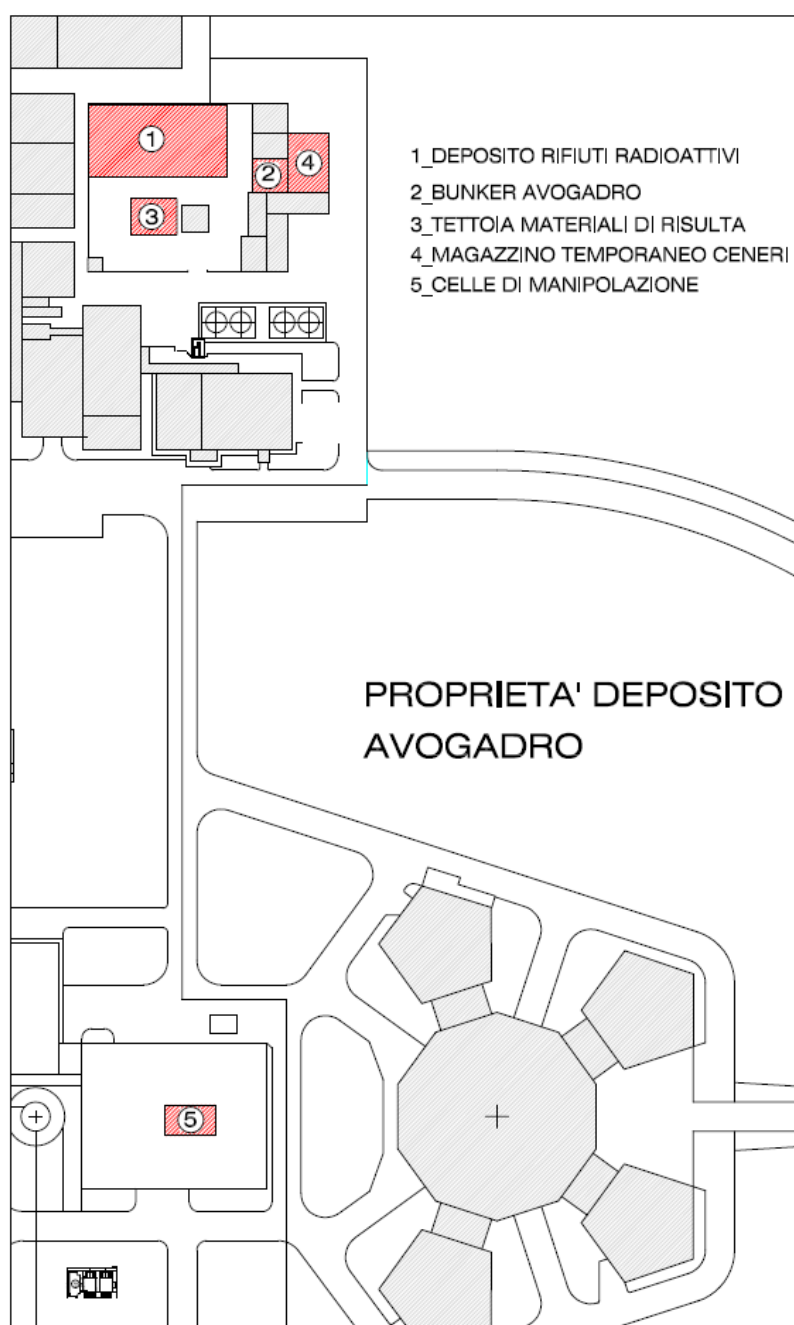 1
2
4
3
1_DEPOSITO RIFIUTI RADIOATTIVI
2_BUNKER AVOGADRO
3_TETTOIA MATERIALI DI RISULTA
4_MAGAZZINO TEMPORANEO CENERI
5_CELLE DI MANIPOLAZIONE
PROPRIETA' DEPOSITO
AVOGADRO
5